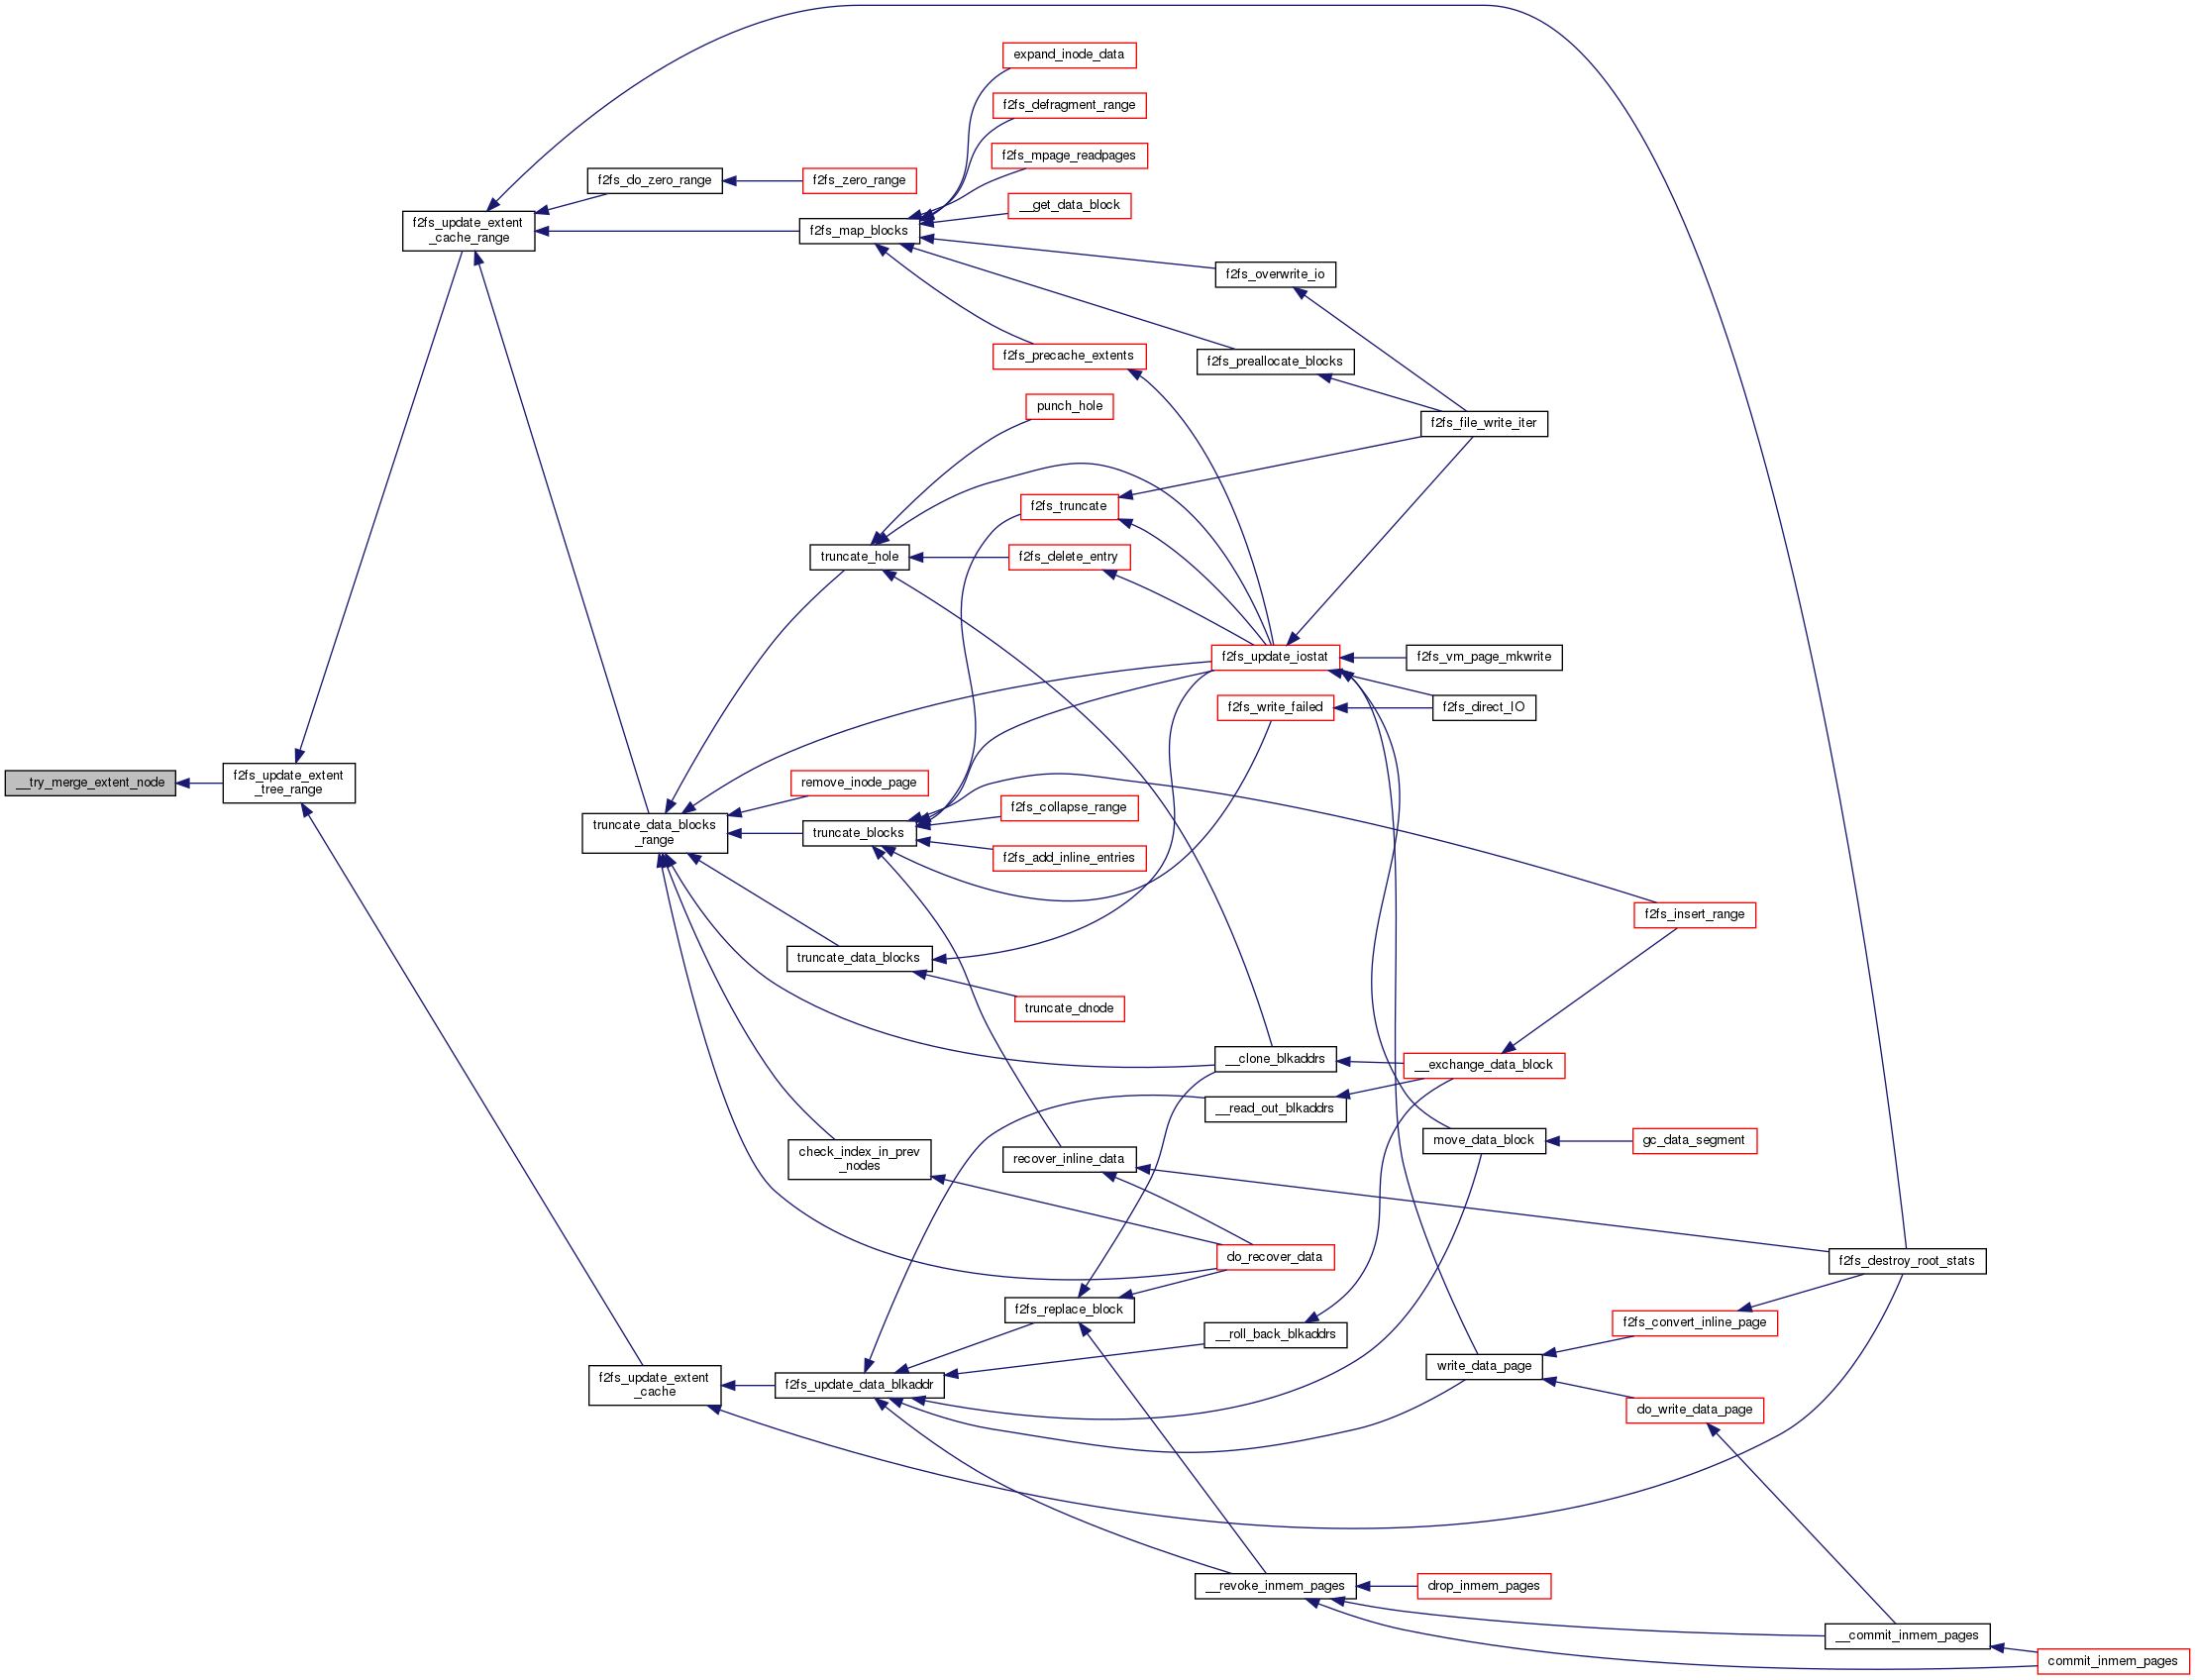 expand_inode_data
f2fs_defragment_range
f2fs_mpage_readpages
f2fs_do_zero_range
f2fs_zero_range
__get_data_block
f2fs_update_extent
_cache_range
f2fs_map_blocks
f2fs_overwrite_io
f2fs_precache_extents
f2fs_preallocate_blocks
punch_hole
f2fs_file_write_iter
f2fs_truncate
truncate_hole
f2fs_delete_entry
f2fs_update_iostat
f2fs_vm_page_mkwrite
f2fs_write_failed
f2fs_direct_IO
__try_merge_extent_node
f2fs_update_extent
_tree_range
remove_inode_page
f2fs_collapse_range
truncate_data_blocks
_range
truncate_blocks
f2fs_add_inline_entries
f2fs_insert_range
truncate_data_blocks
truncate_dnode
__clone_blkaddrs
__exchange_data_block
__read_out_blkaddrs
check_index_in_prev
_nodes
recover_inline_data
move_data_block
gc_data_segment
do_recover_data
f2fs_destroy_root_stats
f2fs_replace_block
f2fs_convert_inline_page
__roll_back_blkaddrs
write_data_page
f2fs_update_extent
_cache
f2fs_update_data_blkaddr
do_write_data_page
__revoke_inmem_pages
drop_inmem_pages
__commit_inmem_pages
commit_inmem_pages